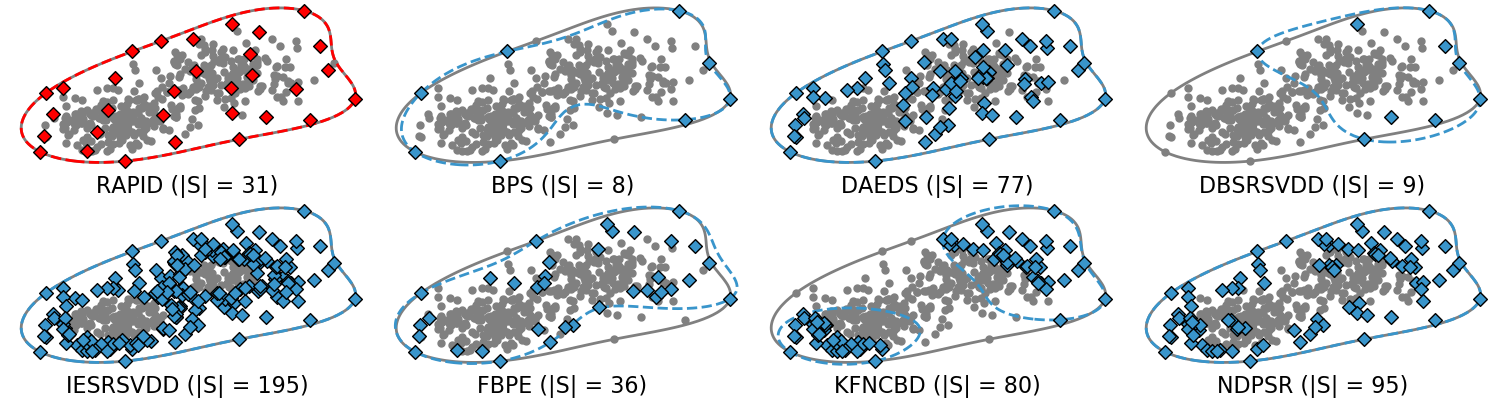 RAPID (|S| = 31)
BPS (|S| = 8)
DAEDS (|S| = 77)
DBSRSVDD (|S| = 9)
IESRSVDD (|S| = 195)
FBPE (|S| = 36)
KFNCBD (|S| = 80)
NDPSR (|S| = 95)